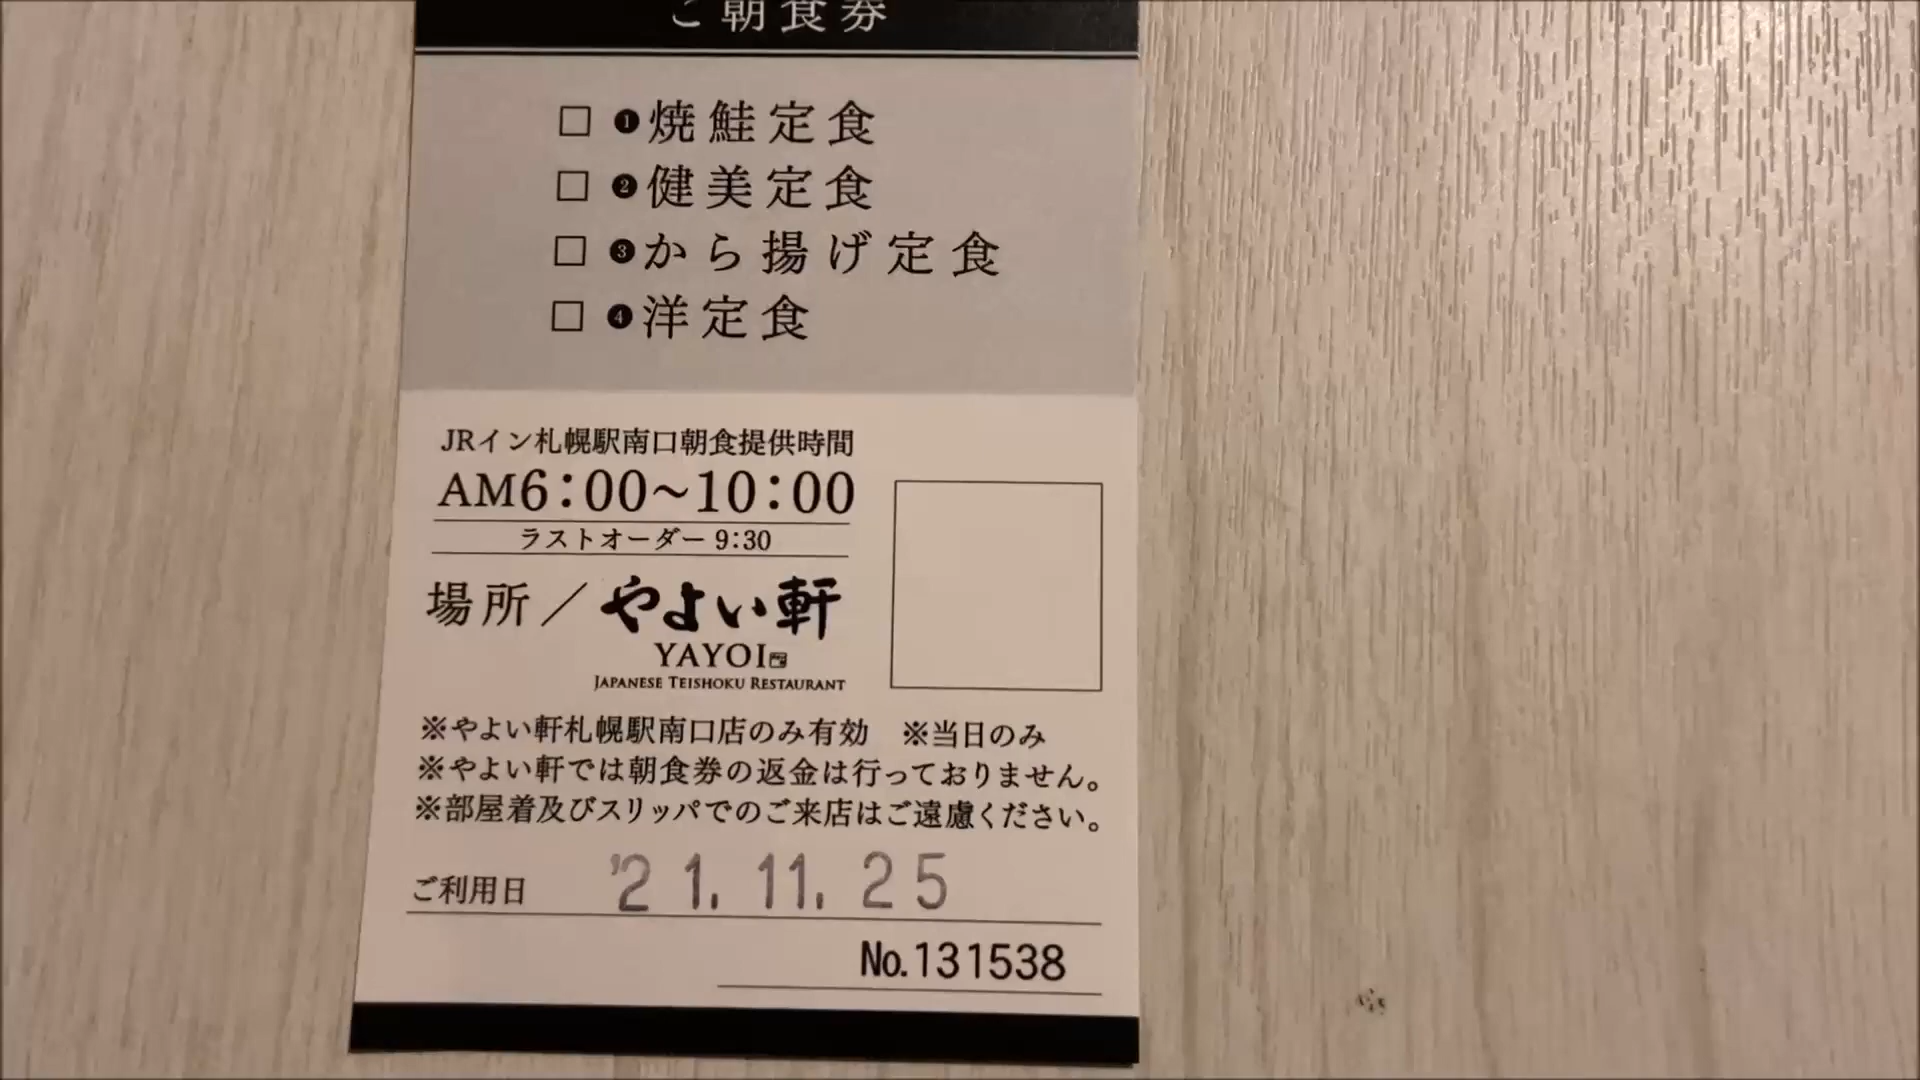 ご朝食券
□ ❶焼鮭定食
□ ❷健美定食
□ ❸から揚げ定食
□ ❹洋定食
JRイン札幌駅南口朝食提供時間
AM6:00~10:00
ラストオーダー 9:30
場所／やよい軒
YAYOI
JAPANESE TEISHOKU RESTAURANT
※やよい軒札幌駅南口店のみ有効 ※当日のみ
※やよい軒では朝食券の返金は行っておりません。
※部屋着及びスリッパでのご来店はご遠慮ください。
ご利用日 '21.11.25
No.131538